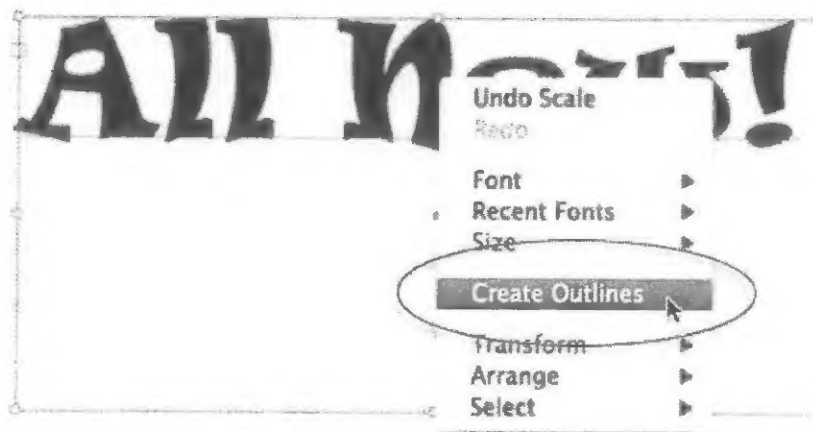 All
Undo Scale
Redo
Font
Recent Fonts
Size
Create Outlines
Transform
Arrange
Select